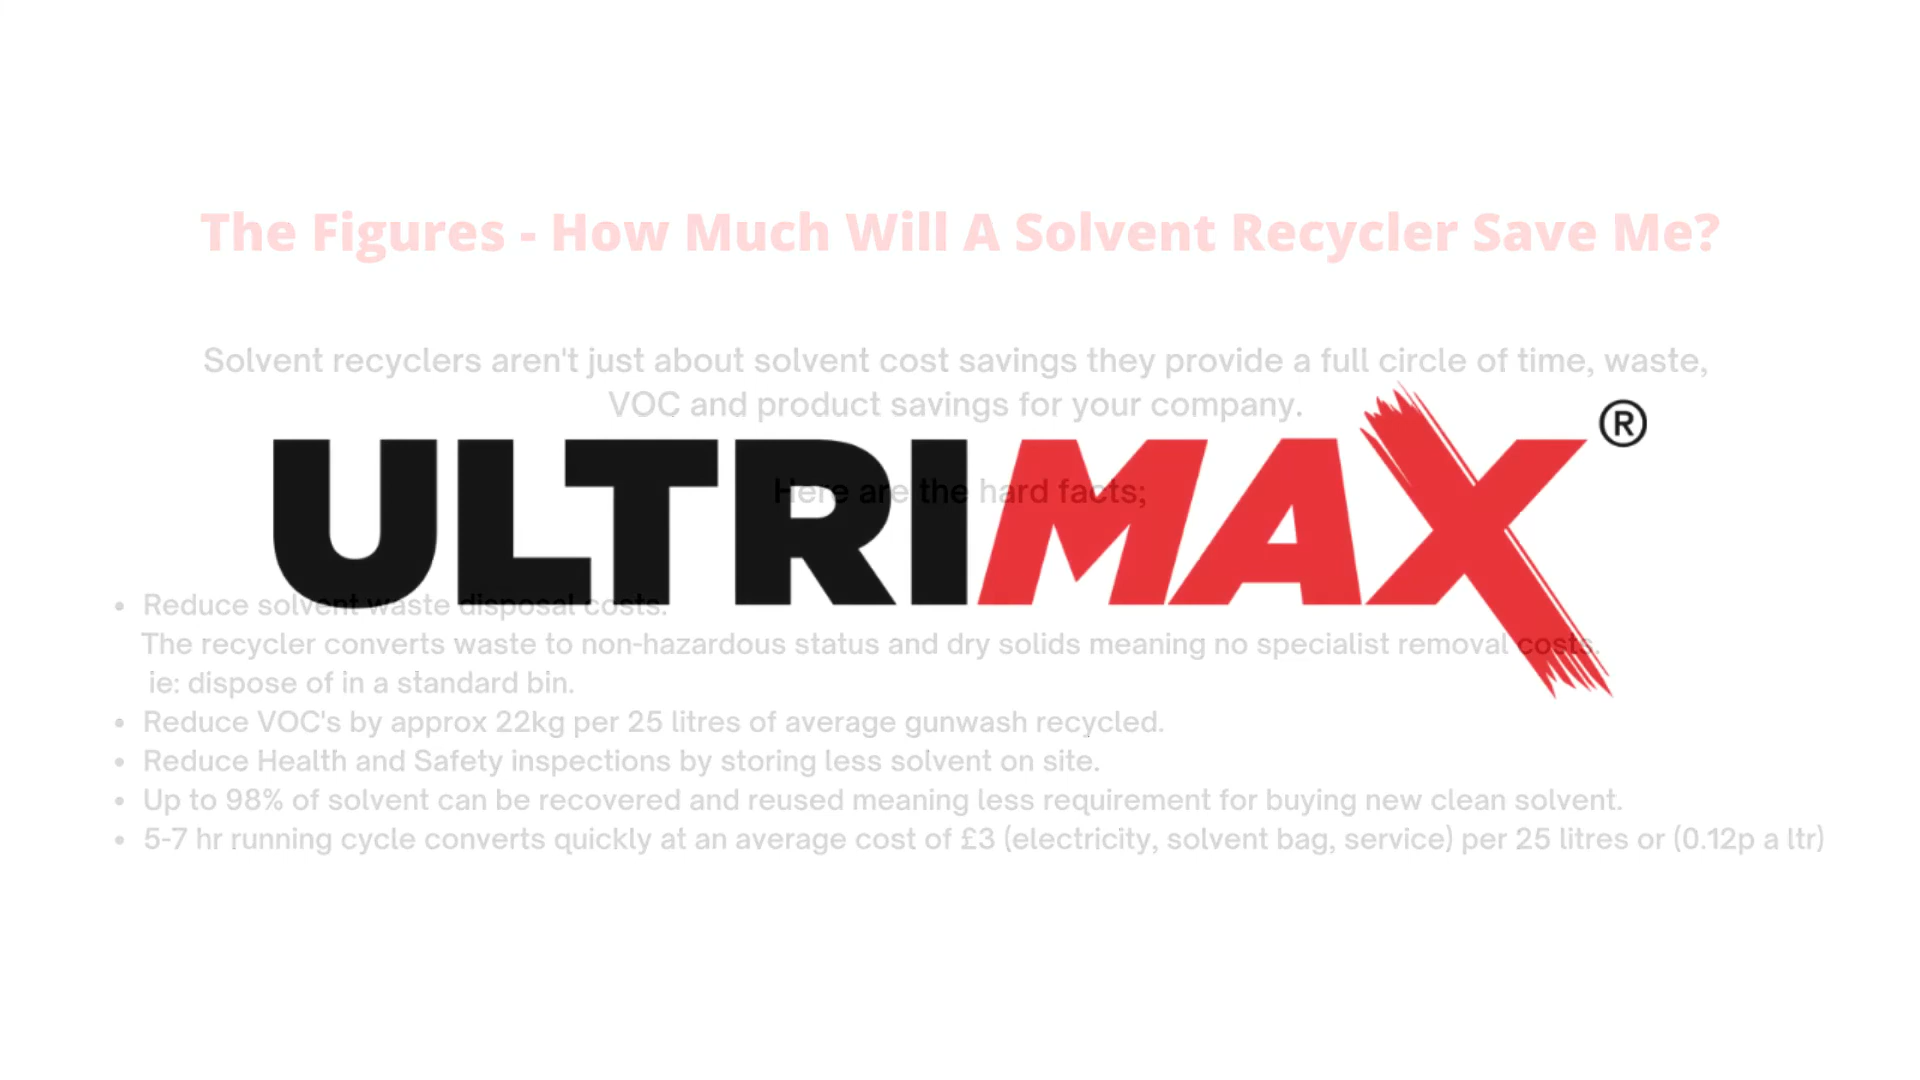 The Figures - How Much Will A Solvent Recycler Save Me?
Solvent recyclers aren't just about solvent cost savings they provide a full circle of time, waste,
VOC and product savings for your company.
ULTRIMAX®
Here are the hard facts;
• Reduce solvent waste disposal costs.
The recycler converts waste to non-hazardous status and dry solids meaning no specialist removal costs.
ie: dispose of in a standard bin.
• Reduce VOC's by approx 22kg per 25 litres of average gunwash recycled.
• Reduce Health and Safety inspections by storing less solvent on site.
• Up to 98% of solvent can be recovered and reused meaning less requirement for buying new clean solvent.
• 5-7 hr running cycle converts quickly at an average cost of £3 (electricity, solvent bag, service) per 25 litres or (0.12p a ltr)